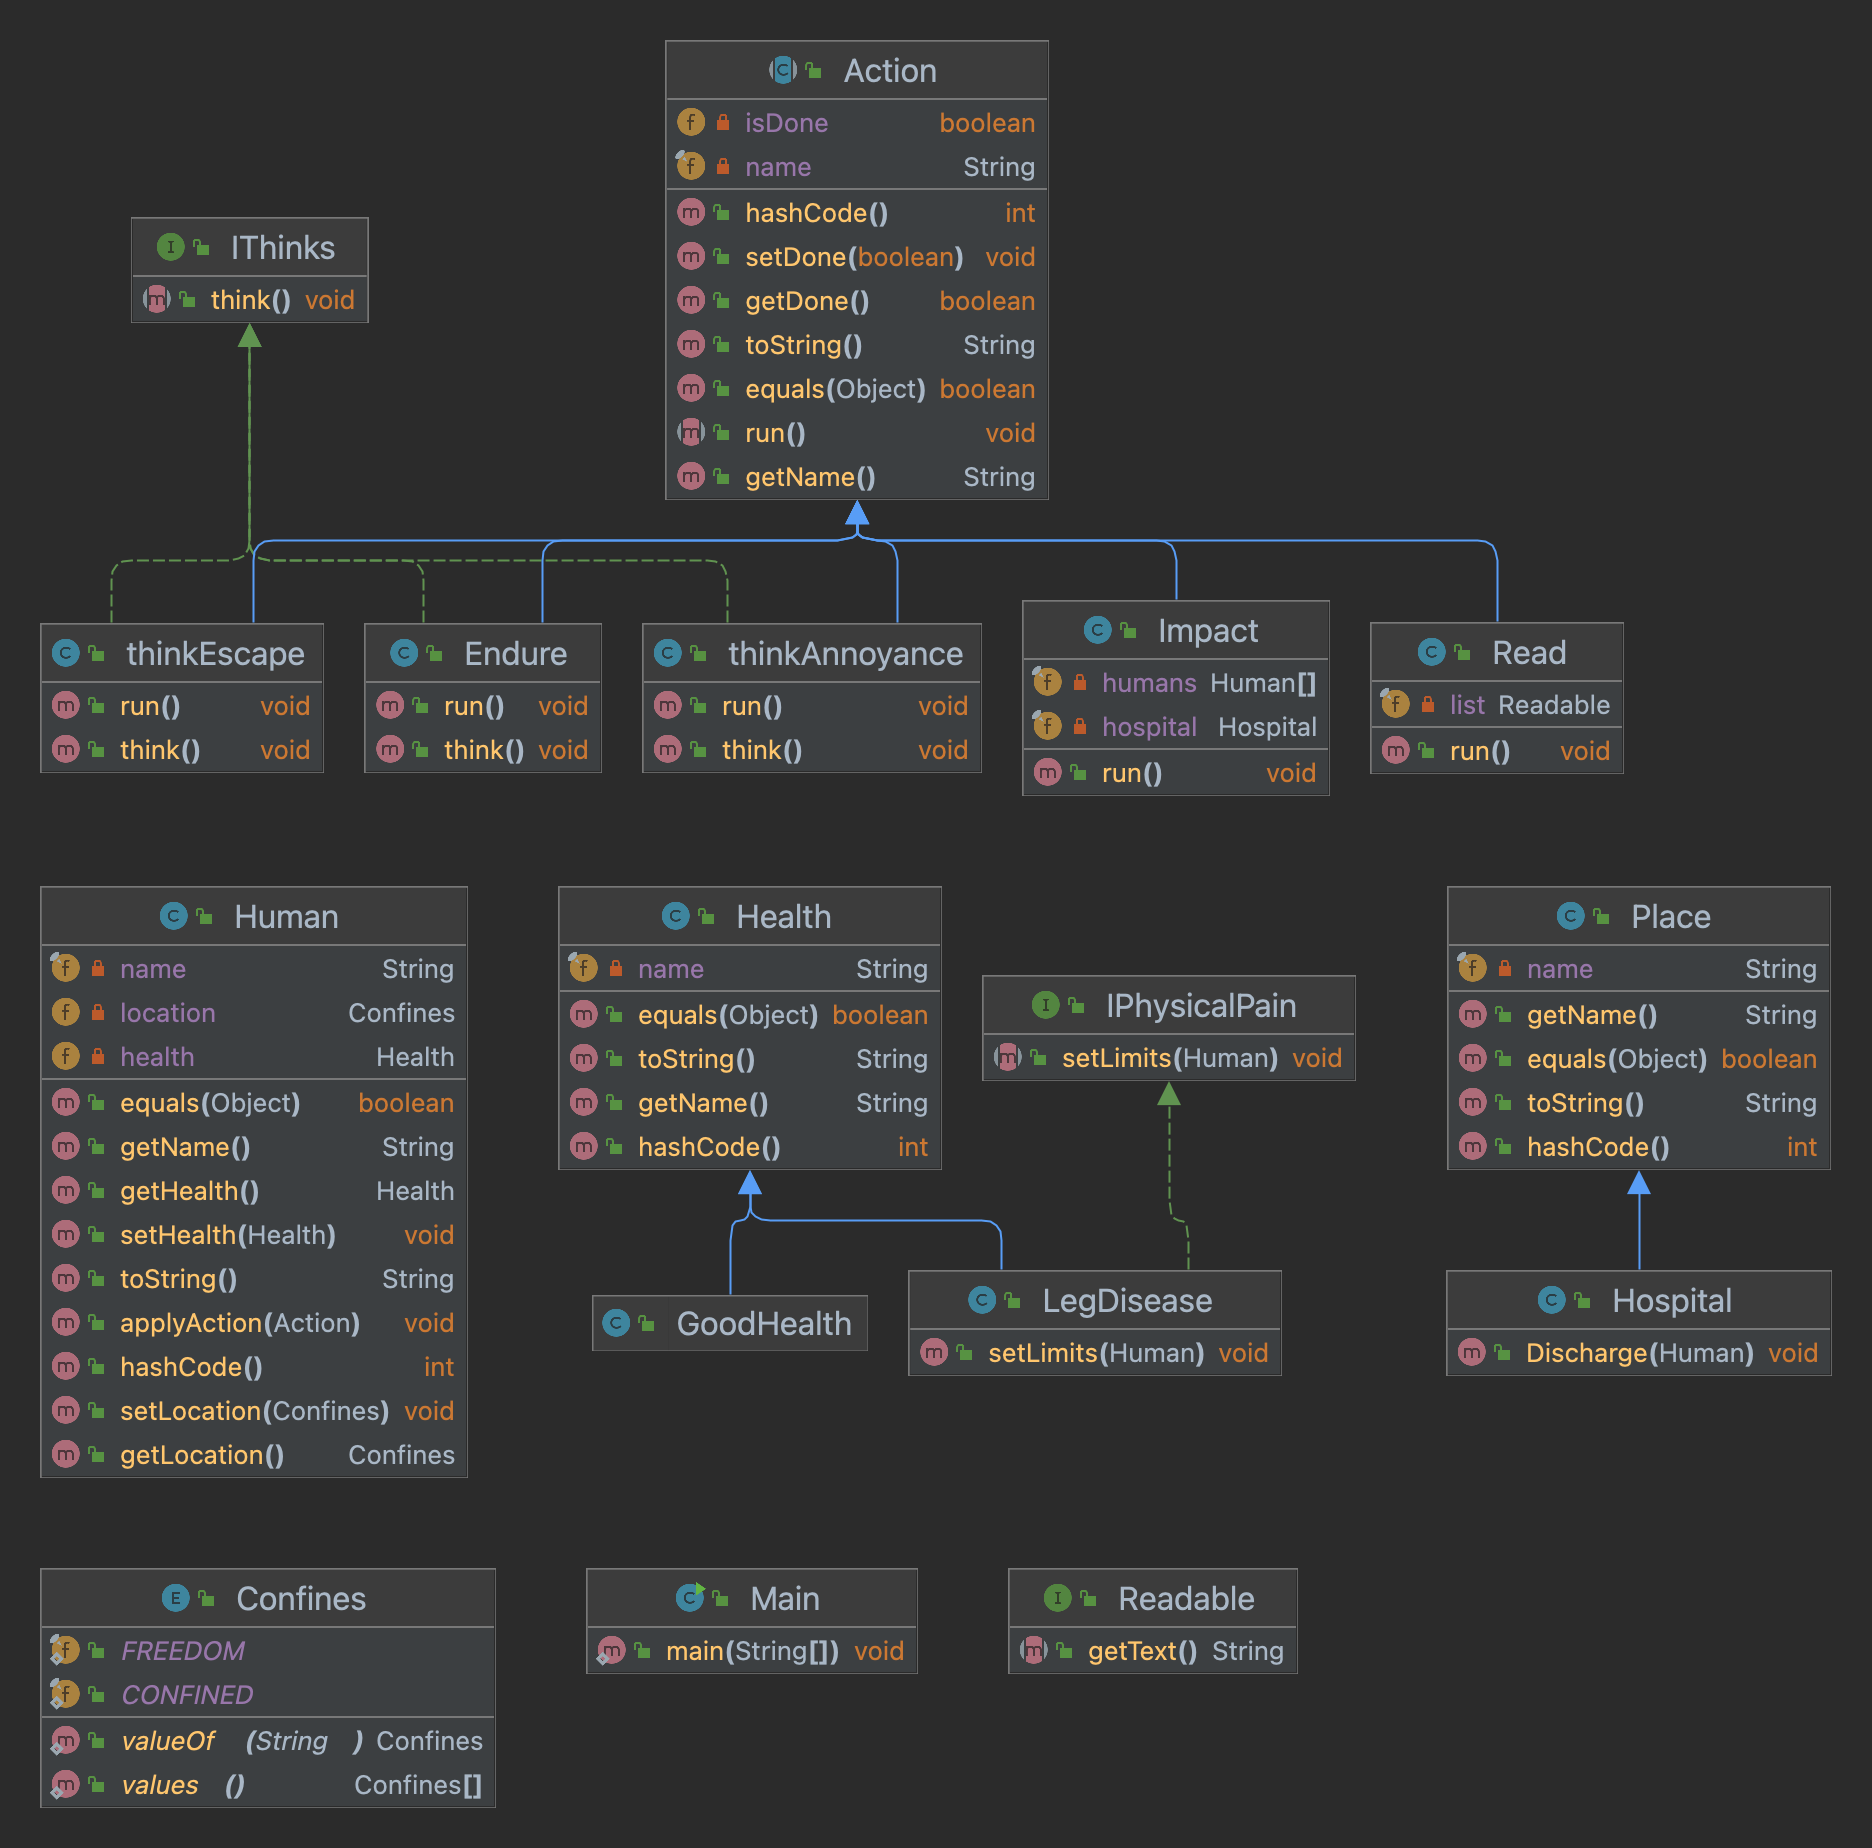 Action
isDone boolean
name String
hashCode() int
setDone(boolean) void
getDone() boolean
toString() String
equals(Object) boolean
run() void
getName() String
IThinks
think() void
thinkEscape
run() void
think() void
Endure
run() void
think() void
thinkAnnoyance
run() void
think() void
Impact
humans Human[]
hospital Hospital
run() void
Read
list Readable
run() void
Human
name String
location Confines
health Health
equals(Object) boolean
getName() String
getHealth() Health
setHealth(Health) void
toString() String
applyAction(Action) void
hashCode() int
setLocation(Confines) void
getLocation() Confines
Health
name String
equals(Object) boolean
toString() String
getName() String
hashCode() int
IPhysicalPain
setLimits(Human) void
Place
name String
getName() String
equals(Object) boolean
toString() String
hashCode() int
GoodHealth
LegDisease
setLimits(Human) void
Hospital
Discharge(Human) void
Confines
FREEDOM
CONFINED
valueOf (String ) Confines
values () Confines[]
Main
main(String[]) void
Readable
getText() String